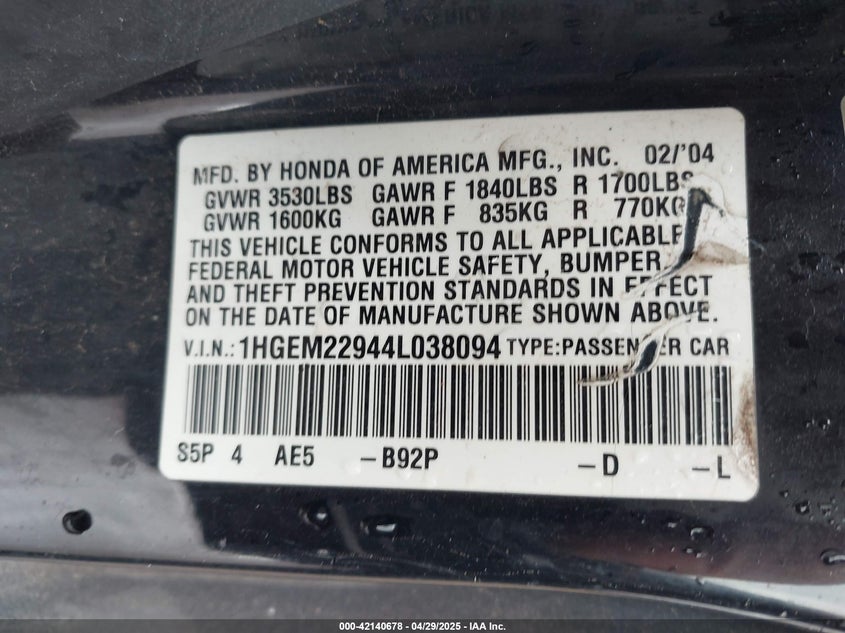 MFD. BY HONDA OF AMERICA MFG., INC. 02/'04
GVWR 3530LBS GAWR F 1840LBS R 1700LBS
GVWR 1600KG GAWR F 835KG R 770KG
THIS VEHICLE CONFORMS TO ALL APPLICABLE
FEDERAL MOTOR VEHICLE SAFETY, BUMPER,
AND THEFT PREVENTION STANDARDS IN EFFECT
ON THE DATE OF MANUFACTURE SHOWN ABOVE.
V.I.N.: 1HGEM22944L038094 TYPE:PASSENGER CAR
S5P 4 AE5 -B92P -D -L
000-42140678 - 04/29/2025 - IAA Inc.